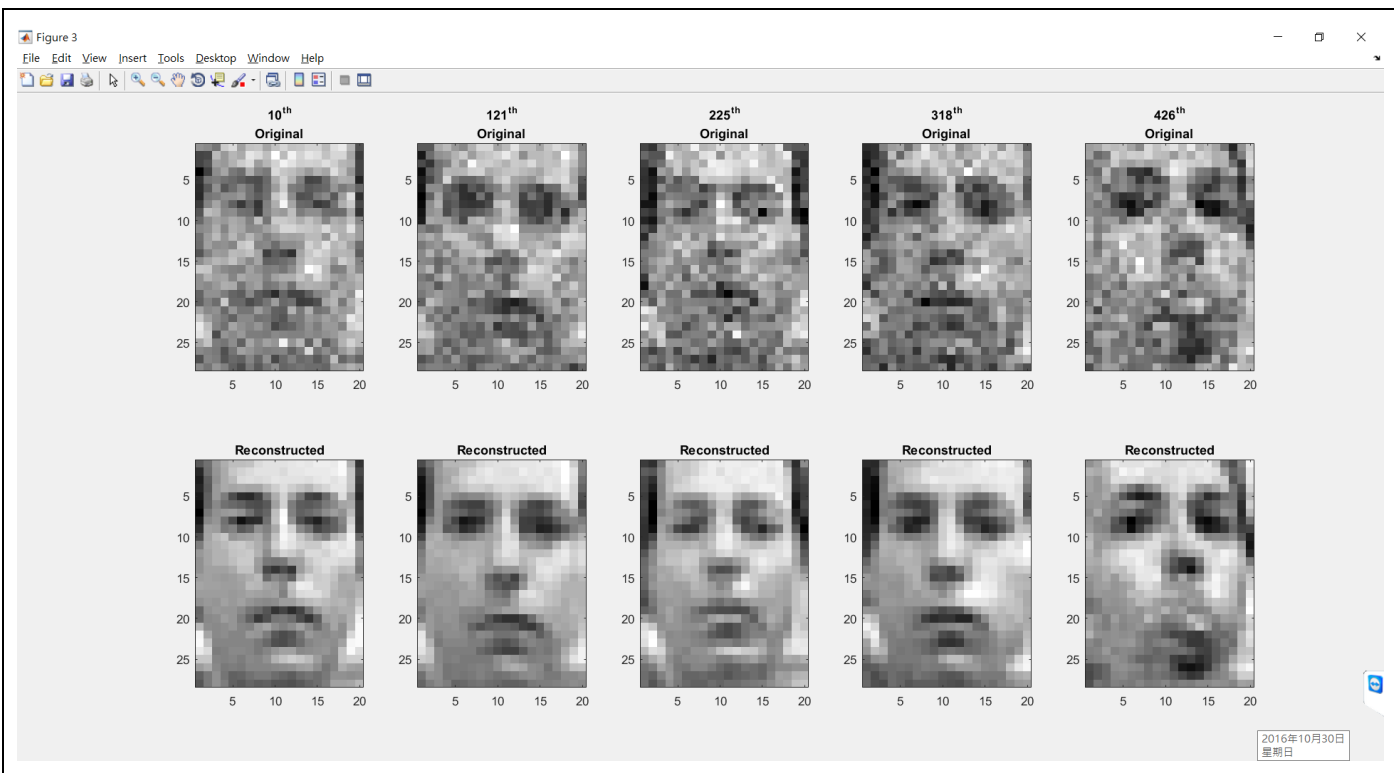 Figure 3
File Edit View Insert Tools Desktop Window Help
10th 121th 225th 318th 426th
Original Original Original Original Original
5 5 5 5 5
10 10 10 10 10
15 15 15 15 15
20 20 20 20 20
25 25 25 25 25
5 10 15 20 5 10 15 20 5 10 15 20 5 10 15 20 5 10 15 20
Reconstructed Reconstructed Reconstructed Reconstructed Reconstructed
5 5 5 5 5
10 10 10 10 10
15 15 15 15 15
20 20 20 20 20
25 25 25 25 25
5 10 15 20 5 10 15 20 5 10 15 20 5 10 15 20 5 10 15 20
2016年10月30日
星期日